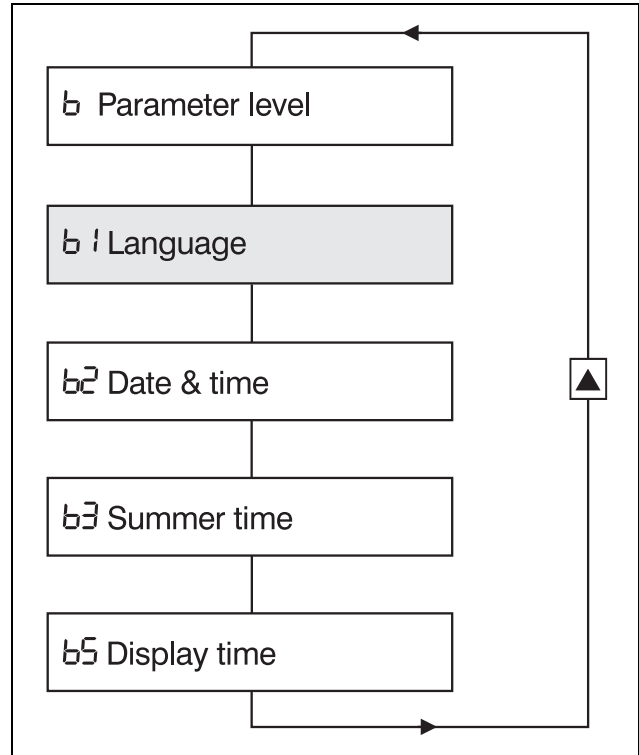 b Parameter level
b1 Language
b2 Date & time
b3 Summer time
b5 Display time